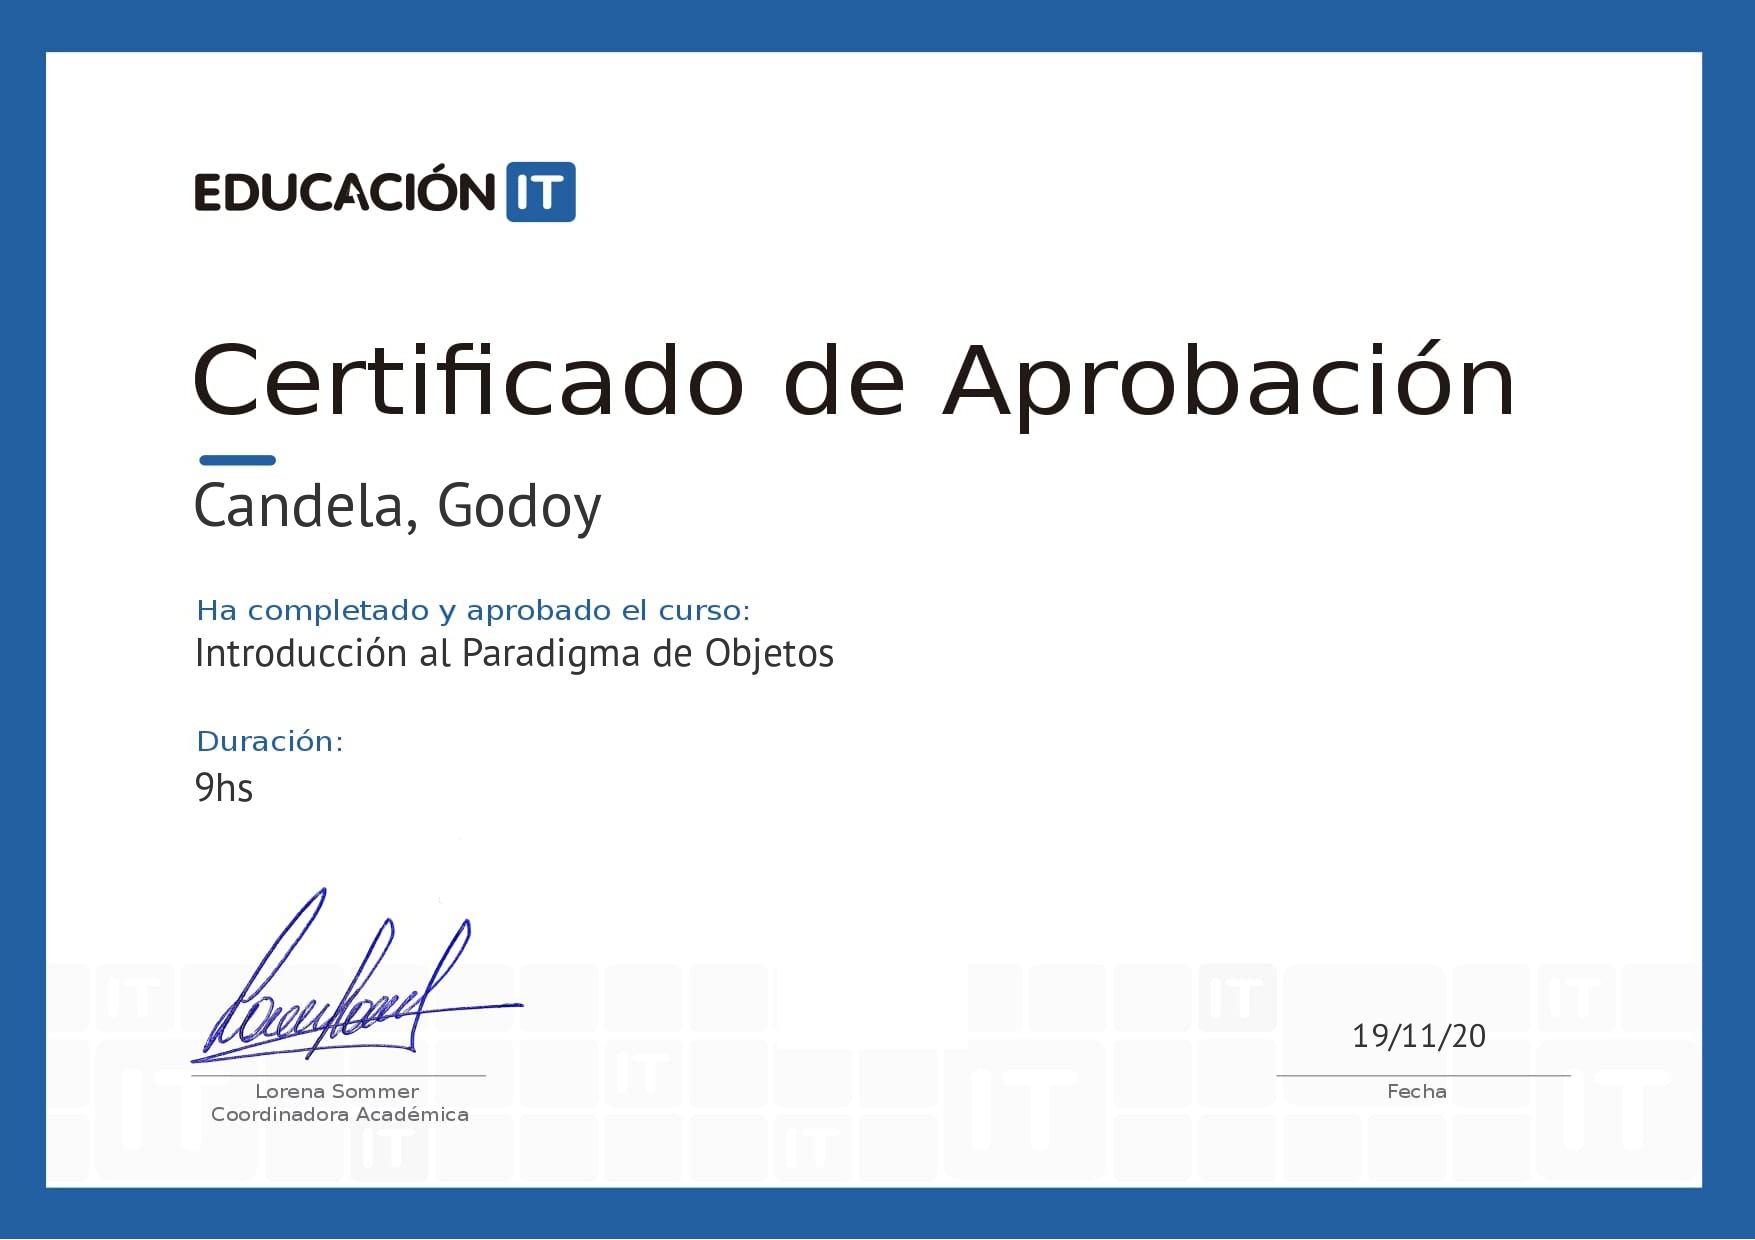 EDUCACIÓN IT
Certificado de Aprobación
Candela, Godoy
Ha completado y aprobado el curso:
Introducción al Paradigma de Objetos
Duración:
9hs
19/11/20
Lorena Sommer
Coordinadora Académica
Fecha